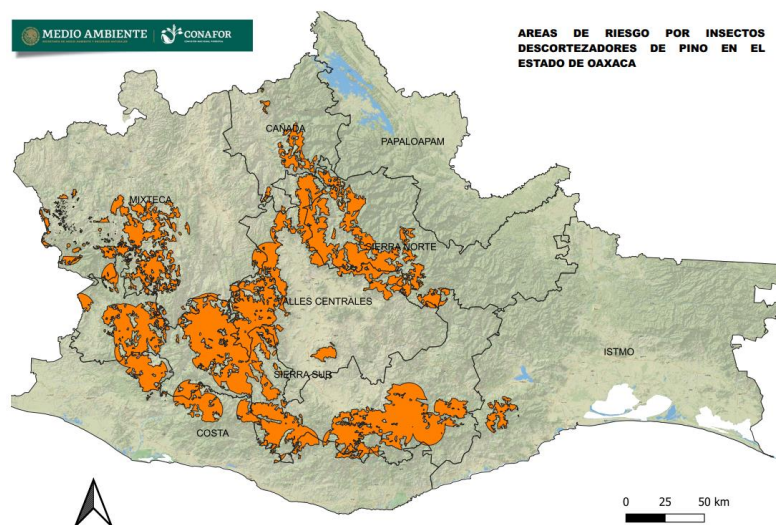 MEDIO AMBIENTE
CONAFOR
AREAS DE RIESGO POR INSECTOS
DESCORTEZADORES DE PINO EN EL
ESTADO DE OAXACA
CAÑADA
PAPALOAPAM
MIXTECA
SIERRA NORTE
VALLES CENTRALES
ISTMO
SIERRA SUR
COSTA
0 25 50 km